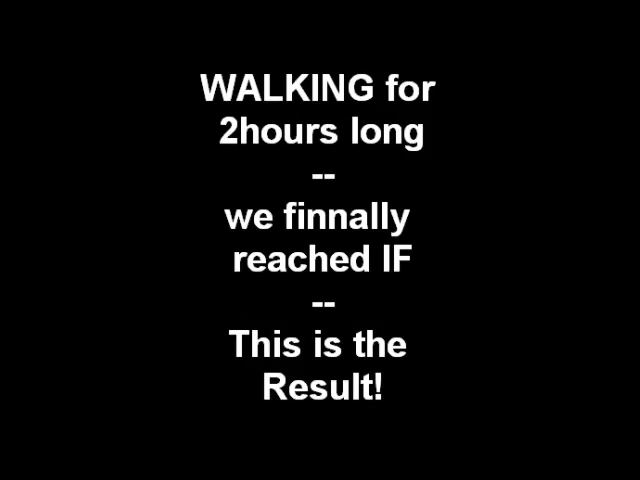 WALKING for
2hours long
--
we finnally
reached IF
--
This is the
Result!